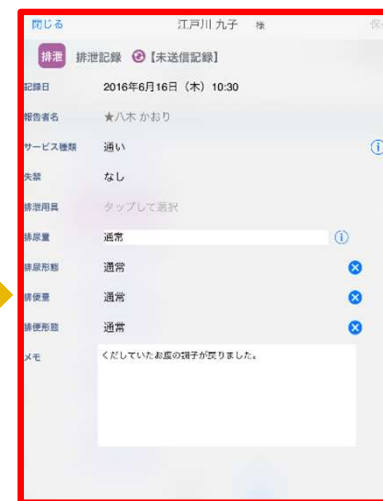 閉じる 江戸川 九子 様 保
排泄 排泄記録 【未送信記録】
記録日 2016年6月16日（木）10:30
報告者名 ★八木 かおり
サービス種類 通い
失禁 なし
排泄用具 タップして選択
排尿量 通常
排尿形態 通常
排便量 通常
排便形態 通常
メモ くだしていたお腹の調子が戻りました。